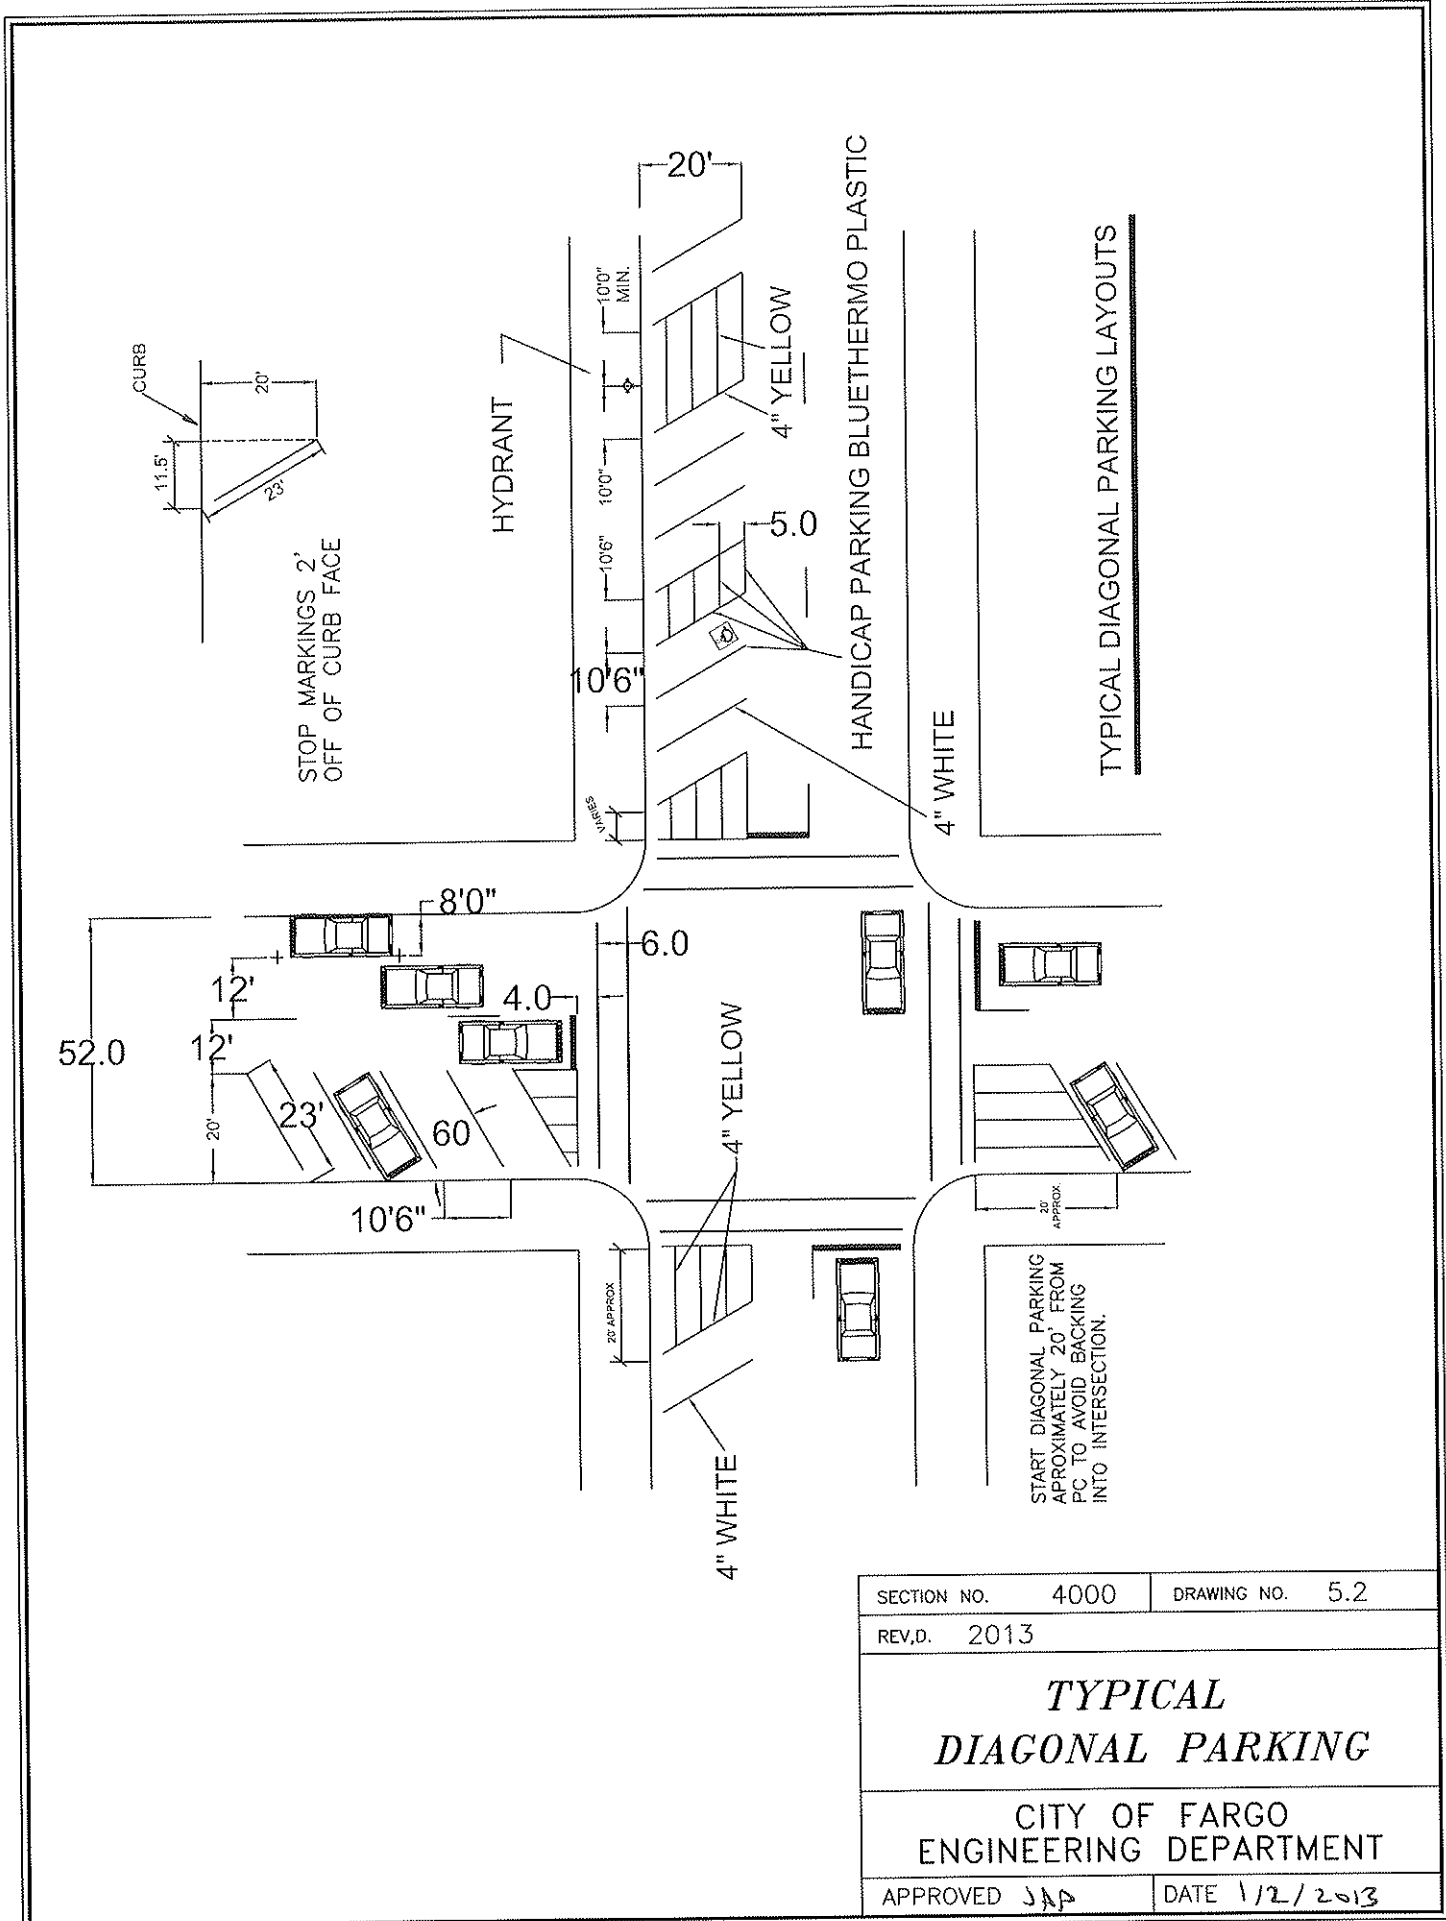 CURB
11.5'
20'
23'
STOP MARKINGS 2'
OFF OF CURB FACE
HYDRANT
20'
10'0"
MIN.
10'0"
10'6"
10'6"
VARIES
5.0
4" YELLOW
HANDICAP PARKING BLUETHERMO PLASTIC
4" WHITE
TYPICAL DIAGONAL PARKING LAYOUTS
8'0"
12'
12'
52.0
20'
23'
60
10'6"
4.0
6.0
4" YELLOW
20' APPROX
4" WHITE
20'
APPROX.
START DIAGONAL PARKING
APROXIMATELY 20' FROM
PC TO AVOID BACKING
INTO INTERSECTION.
SECTION NO. 4000
DRAWING NO. 5.2
REV,D. 2013
TYPICAL
DIAGONAL PARKING
CITY OF FARGO
ENGINEERING DEPARTMENT
APPROVED JAP
DATE 1/2/2013